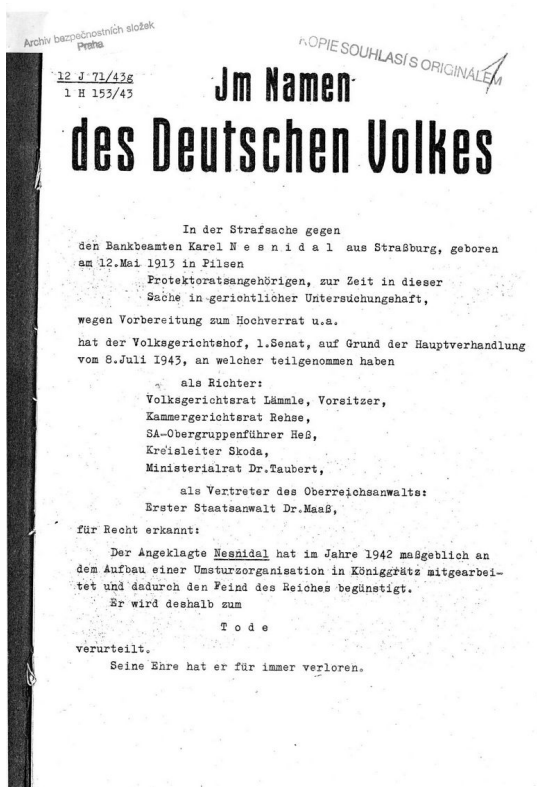 Archiv bezpečnostních složek
Praha
KOPIE SOUHLASÍ S ORIGINÁLEM
12 J 71/43g
1 H 153/43
Jm Namen
des Deutschen Volkes
In der Strafsache gegen
den Bankbeamten Karel N e s n i d a l aus Straßburg, geboren
am 12.Mai 1913 in Pilsen
Protektoratsangehörigen, zur Zeit in dieser
Sache in gerichtlicher Untersuchungshaft,
wegen Vorbereitung zum Hochverrat u.a.
hat der Volksgerichtshof, 1.Senat, auf Grund der Hauptverhandlung
vom 8.Juli 1943, an welcher teilgenommen haben
als Richter:
Volksgerichtsrat Lämmle, Vorsitzer,
Kammergerichtsrat Rehse,
SA-Obergruppenführer Heß,
Kreisleiter Skoda,
Ministerialrat Dr.Taubert,
als Vertreter des Oberreichsanwalts:
Erster Staatsanwalt Dr.Maaß,
für Recht erkannt:
Der Angeklagte Nesnidal hat im Jahre 1942 maßgeblich an
dem Aufbau einer Umsturzorganisation in Königgrätz mitgearbei-
tet und dadurch den Feind des Reiches begünstigt.
Er wird deshalb zum
T o d e
verurteilt.
Seine Ehre hat er für immer verloren.